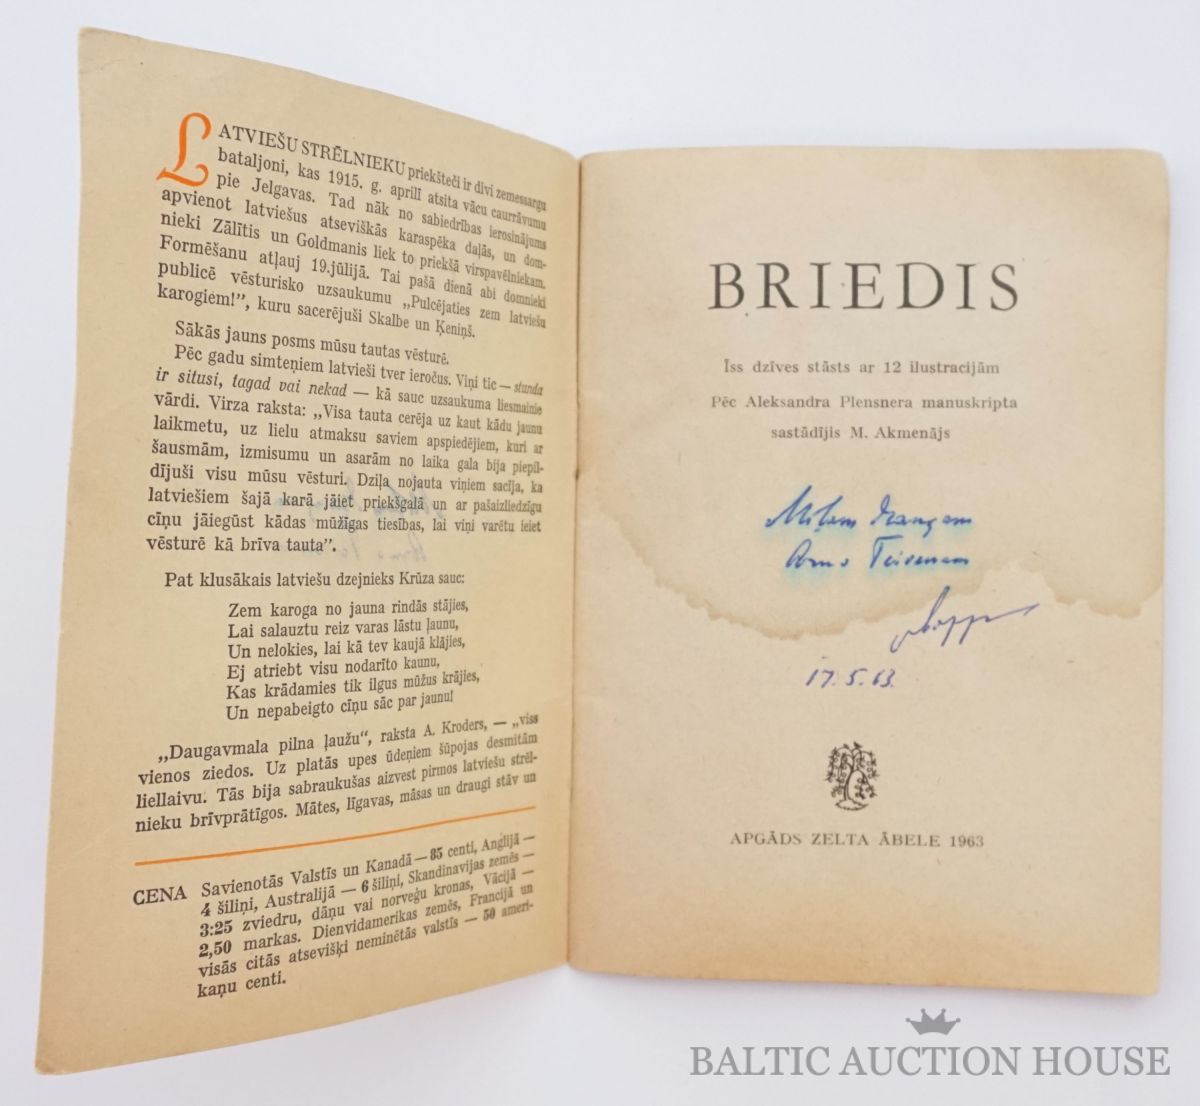 LATVIEŠU STRĒLNIEKU priekšteči ir divi zemessargu
bataljoni, kas 1915. g. aprilī atsita vācu caurrāvumu
pie Jelgavas. Tad nāk no sabiedrības ierosinājums
apvienot latviešus atseviškās karaspēka daļās, un dom-
nieki Zālītis un Goldmanis liek to priekšā virspavēlniekam.
Formēšanu atļauj 19.jūlijā. Tai pašā dienā abi domnieki
publicē vēsturisko uzsaukumu „Pulcējaties zem latviešu
karogiem!”, kuru sacerējuši Skalbe un Ķeniņš.
Sākās jauns posms mūsu tautas vēsturē.
Pēc gadu simteņiem latvieši tver ieročus. Viņi tic — stunda
ir situsi, tagad vai nekad — kā sauc uzsaukuma liesmainie
vārdi. Virza raksta: „Visa tauta cerēja uz kaut kādu jaunu
laikmetu, uz lielu atmaksu saviem apspiedējiem, kuri ar
šausmām, izmisumu un asarām no laika gala bija piepil-
dījuši visu mūsu vēsturi. Dziļa nojauta viņiem sacīja, ka
latviešiem šajā karā jāiet priekšgalā un ar pašaizliedzīgu
cīņu jāiegūst kādas mūžīgas tiesības, lai viņi varētu ieiet
vēsturē kā brīva tauta”.
Pat klusākais latviešu dzejnieks Krūza sauc:
Zem karoga no jauna rindās stājies,
Lai salauztu reiz varas lāstu ļaunu,
Un nelokies, lai kā tev kaujā klājies,
Ej atriebt visu nodarīto kaunu,
Kas krādamies tik ilgus mūžus krājies,
Un nepabeigto cīņu sāc par jaunu!
„Daugavmala pilna ļaužu“, raksta A. Kroders, — „viss
vienos ziedos. Uz platās upes ūdeņiem šūpojas desmitām
liellaivu. Tās bija sabraukušas aizvest pirmos latviešu strēl-
nieku brīvprātīgos. Mātes, līgavas, māsas un draugi stāv un
CENA Savienotās Valstīs un Kanadā — 85 centi, Anglijā —
4 šiliņi, Australijā — 6 šiliņi, Skandinavijas zemēs —
3:25 zviedru, dāņu vai norveģu kronas, Vācijā —
2,50 markas. Dienvidamerikas zemēs, Francijā un
visās citās atsevišķi neminētās valstīs — 50 ameri-
kaņu centi.
BRIEDIS
Īss dzīves stāsts ar 12 ilustracijām
Pēc Aleksandra Plensnera manuskripta
sastādījis M. Akmenājs
Mīļam draugam
Arno Teivenam
17.5.63.
APGĀDS ZELTA ĀBELE 1963
BALTIC AUCTION HOUSE